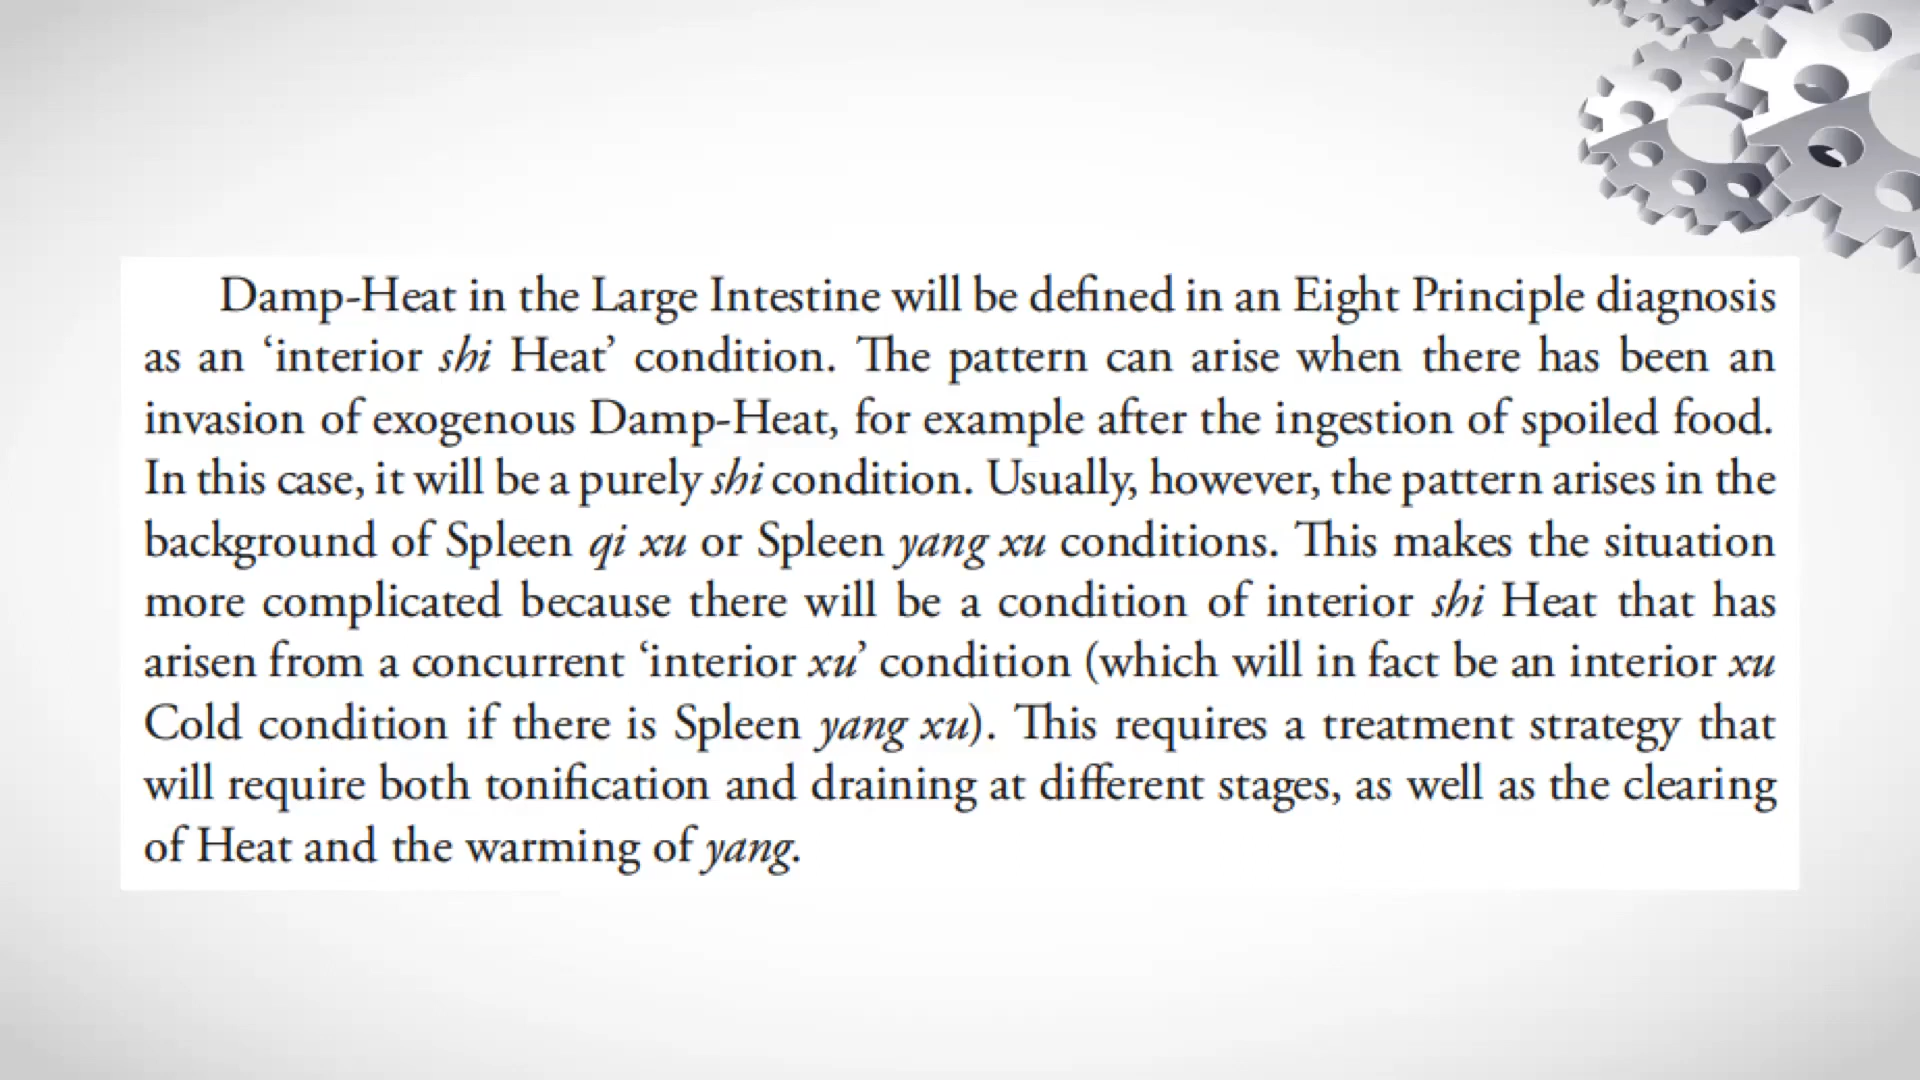 Damp-Heat in the Large Intestine will be defined in an Eight Principle diagnosis
as an ‘interior shi Heat’ condition. The pattern can arise when there has been an
invasion of exogenous Damp-Heat, for example after the ingestion of spoiled food.
In this case, it will be a purely shi condition. Usually, however, the pattern arises in the
background of Spleen qi xu or Spleen yang xu conditions. This makes the situation
more complicated because there will be a condition of interior shi Heat that has
arisen from a concurrent ‘interior xu’ condition (which will in fact be an interior xu
Cold condition if there is Spleen yang xu). This requires a treatment strategy that
will require both tonification and draining at different stages, as well as the clearing
of Heat and the warming of yang.